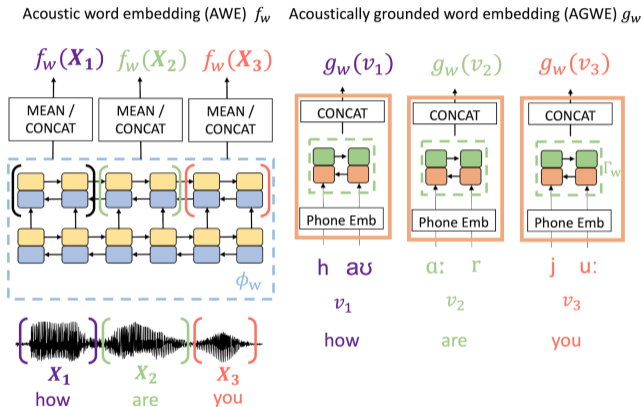 Acoustic word embedding (AWE) f_w
Acoustically grounded word embedding (AGWE) g_w
f_w(X_1) f_w(X_2) f_w(X_3)
g_w(v_1) g_w(v_2) g_w(v_3)
MEAN / CONCAT
MEAN / CONCAT
MEAN / CONCAT
CONCAT
CONCAT
CONCAT
Γ_w
Phone Emb
Phone Emb
Phone Emb
ϕ_w
h aʊ
ɑː r
j uː
v_1 v_2 v_3
how are you
X_1 X_2 X_3
how are you